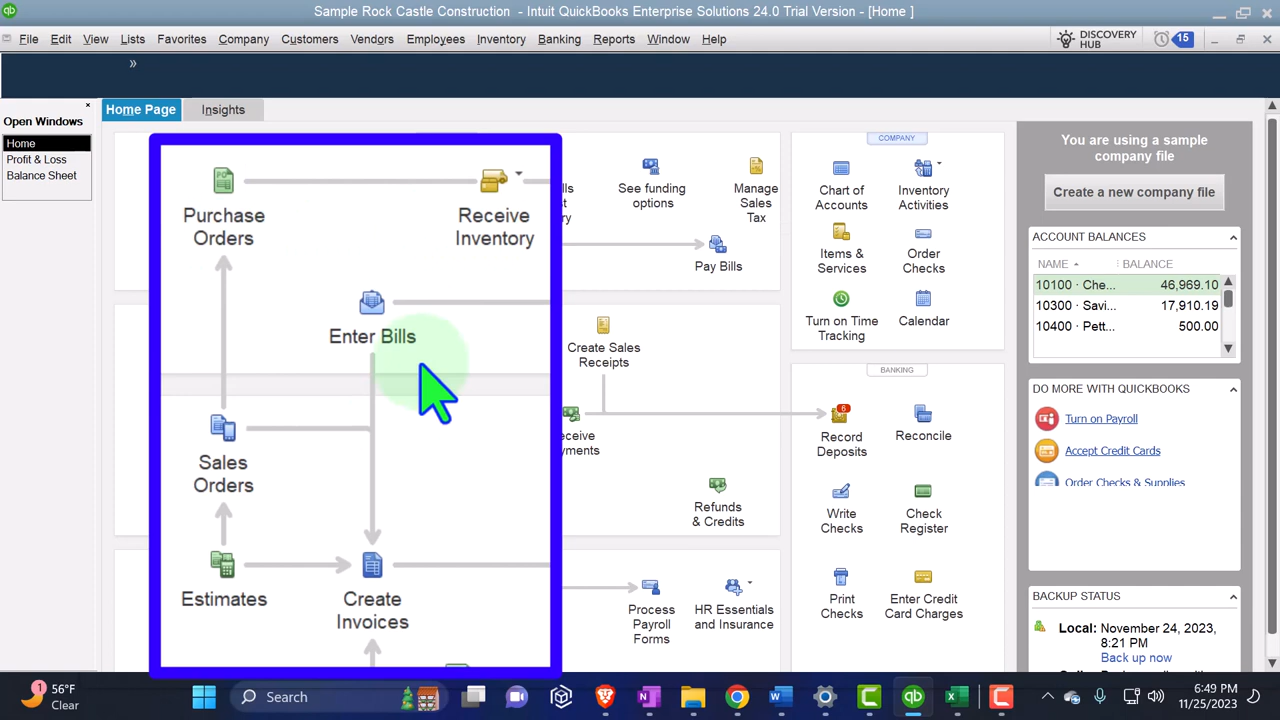 Sample Rock Castle Construction - Intuit QuickBooks Enterprise Solutions 24.0 Trial Version - [Home ]
File Edit View Lists Favorites Company Customers Vendors Employees Inventory Banking Reports Window Help
DISCOVERY
HUB
15
»
Home Page
Insights
Open Windows
Home
Profit & Loss
Balance Sheet
Purchase
Orders
Receive
Inventory
Enter Bills
Sales
Orders
Estimates
Create
Invoices
See funding
options
Manage
Sales
Tax
Pay Bills
Create Sales
Receipts
Refunds
& Credits
Process
Payroll
Forms
HR Essentials
and Insurance
COMPANY
Chart of
Accounts
Inventory
Activities
Items &
Services
Order
Checks
Turn on Time
Tracking
Calendar
BANKING
6
Record
Deposits
Reconcile
Write
Checks
Check
Register
Print
Checks
Enter Credit
Card Charges
You are using a sample
company file
Create a new company file
ACCOUNT BALANCES
NAME
BALANCE
10100 · Che... 46,969.10
10300 · Savi... 17,910.19
10400 · Pett... 500.00
DO MORE WITH QUICKBOOKS
Turn on Payroll
Accept Credit Cards
Order Checks & Supplies
BACKUP STATUS
Local: November 24, 2023,
8:21 PM
Back up now
1
56°F
Clear
Search
6:49 PM
11/25/2023